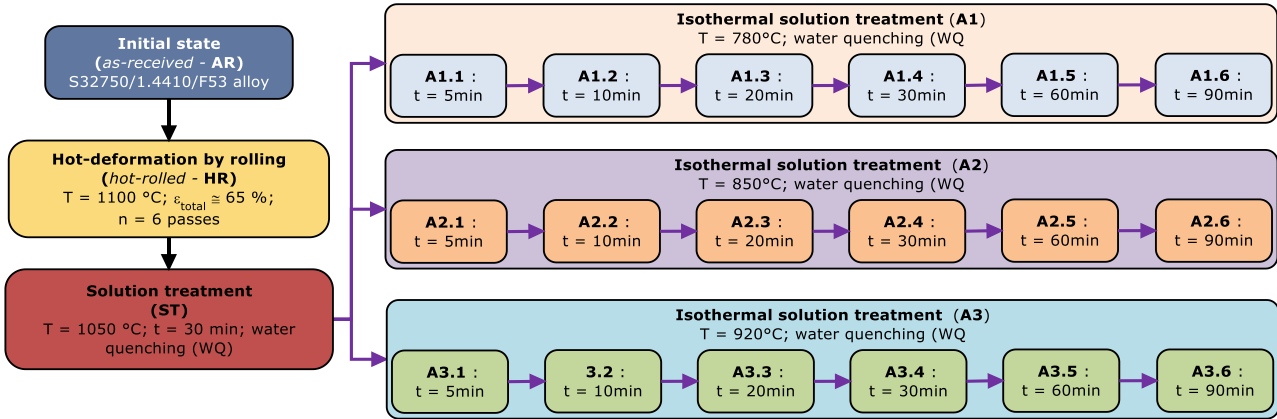 Initial state
(as-received - AR)
S32750/1.4410/F53 alloy
Hot-deformation by rolling
(hot-rolled - HR)
T = 1100 °C; εtotal ≅ 65 %;
n = 6 passes
Solution treatment
(ST)
T = 1050 °C; t = 30 min; water
quenching (WQ)
Isothermal solution treatment (A1)
T = 780°C; water quenching (WQ
A1.1 :
t = 5min
A1.2 :
t = 10min
A1.3 :
t = 20min
A1.4 :
t = 30min
A1.5 :
t = 60min
A1.6 :
t = 90min
Isothermal solution treatment (A2)
T = 850°C; water quenching (WQ
A2.1 :
t = 5min
A2.2 :
t = 10min
A2.3 :
t = 20min
A2.4 :
t = 30min
A2.5 :
t = 60min
A2.6 :
t = 90min
Isothermal solution treatment (A3)
T = 920°C; water quenching (WQ
A3.1 :
t = 5min
3.2 :
t = 10min
A3.3 :
t = 20min
A3.4 :
t = 30min
A3.5 :
t = 60min
A3.6 :
t = 90min